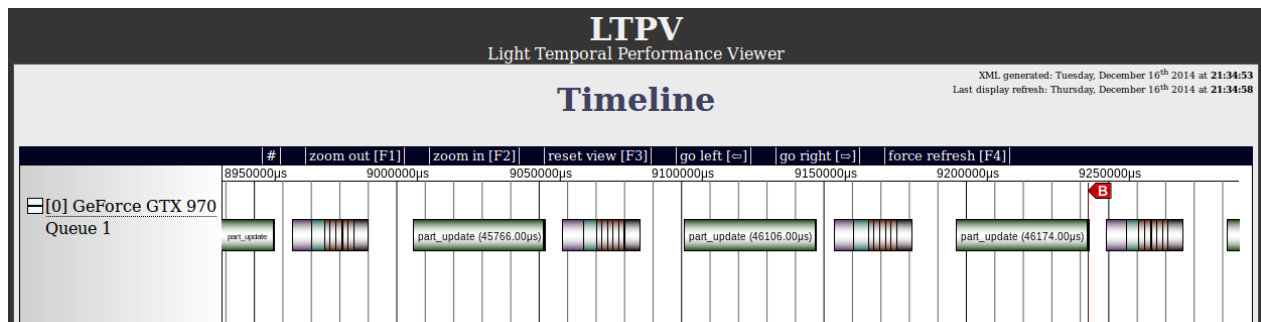 LTPV
Light Temporal Performance Viewer
XML generated: Tuesday, December 16th 2014 at 21:34:53
Last display refresh: Thursday, December 16th 2014 at 21:34:58
Timeline
# zoom out [F1] zoom in [F2] reset view [F3] go left [⇦] go right [⇨] force refresh [F4]
8950000µs 9000000µs 9050000µs 9100000µs 9150000µs 9200000µs 9250000µs
B
[0] GeForce GTX 970
Queue 1
part_update part_update (45766.00µs) part_update (46106.00µs) part_update (46174.00µs)